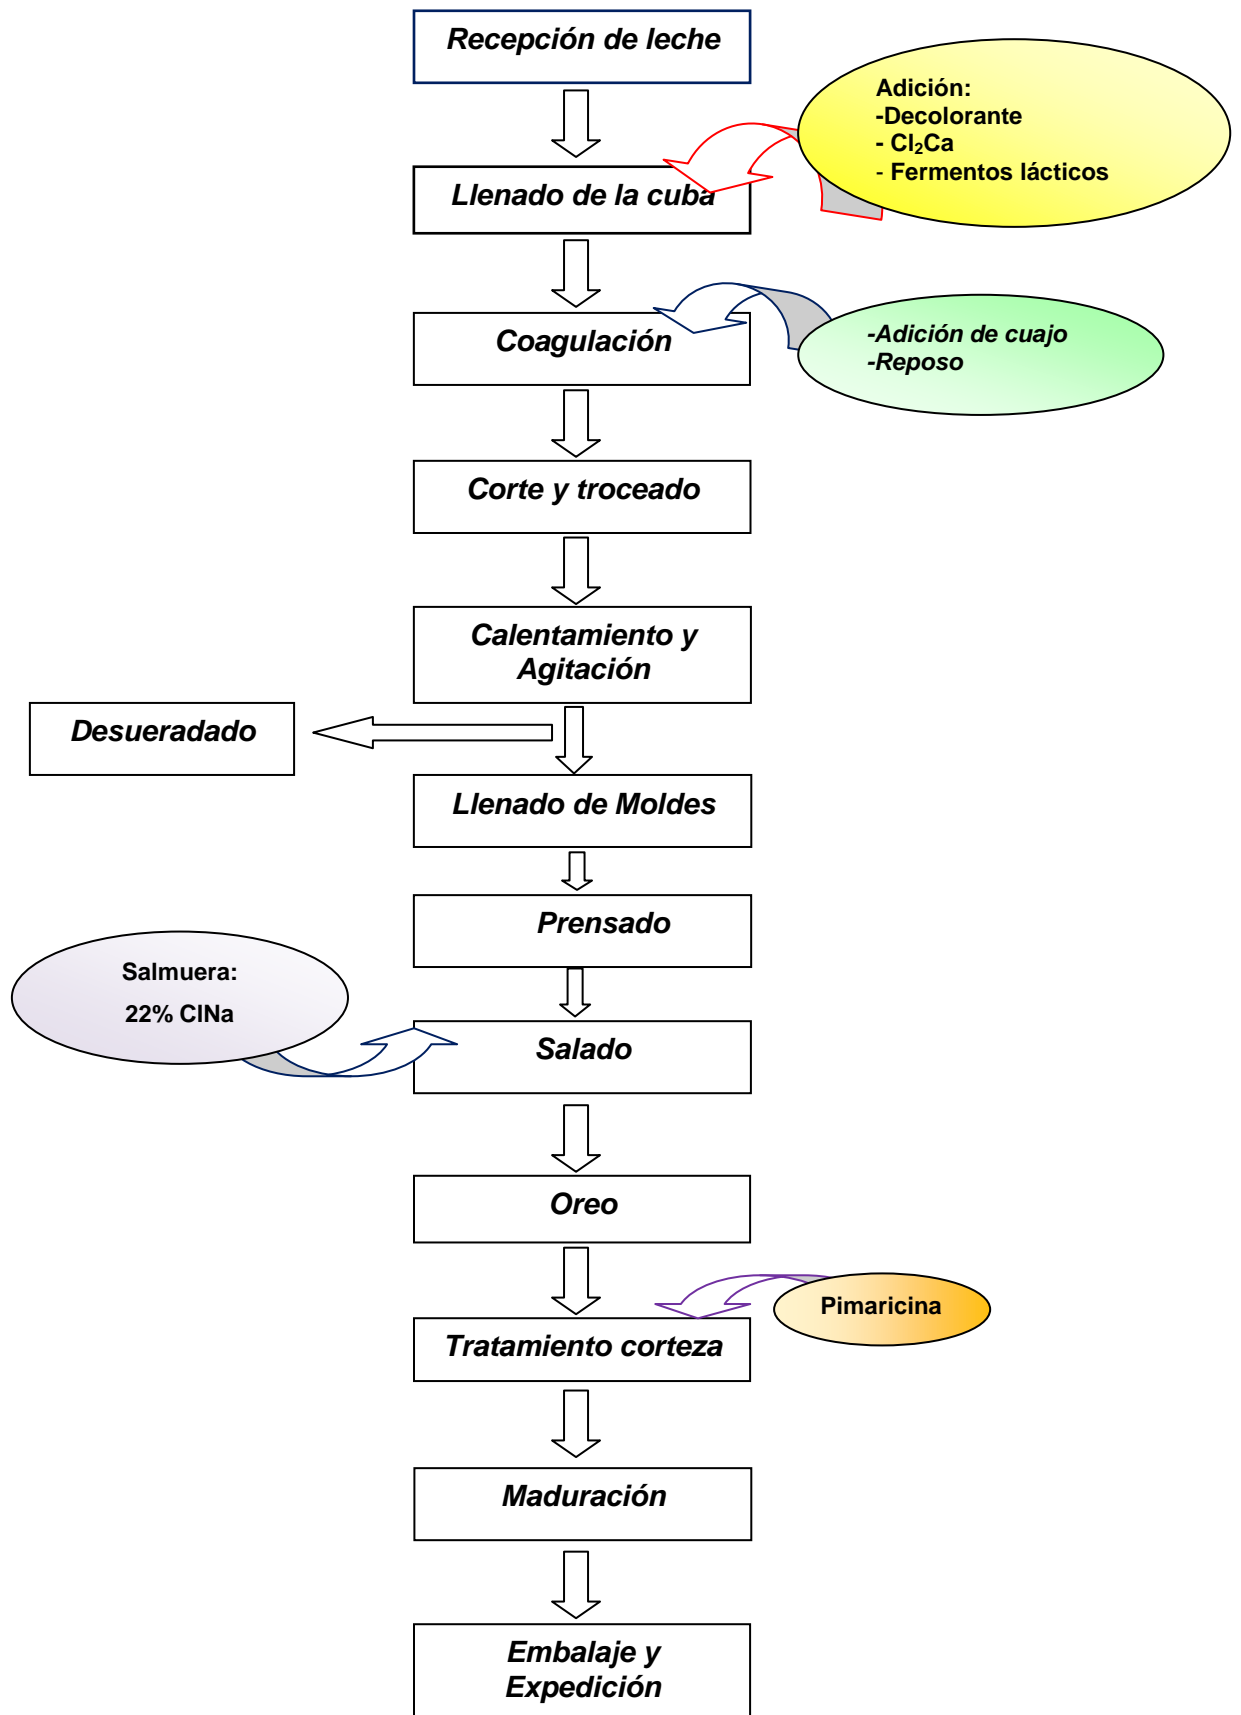 Recepción de leche
Adición:
-Decolorante
- Cl₂Ca
- Fermentos lácticos
Llenado de la cuba
Coagulación
-Adición de cuajo
-Reposo
Corte y troceado
Calentamiento y
Agitación
Desueradado
Llenado de Moldes
Prensado
Salmuera:
22% ClNa
Salado
Oreo
Pimaricina
Tratamiento corteza
Maduración
Embalaje y
Expedición